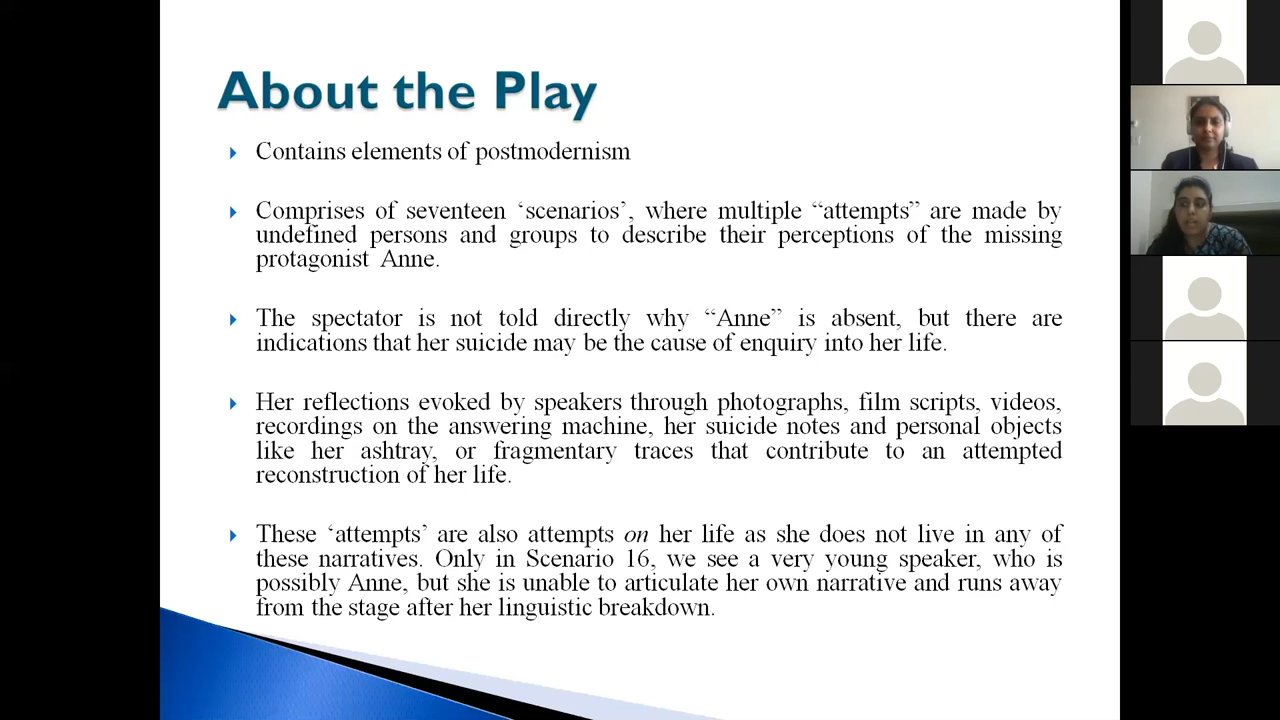 About the Play
Contains elements of postmodernism
Comprises of seventeen ‘scenarios’, where multiple “attempts” are made by
undefined persons and groups to describe their perceptions of the missing
protagonist Anne.
The spectator is not told directly why “Anne” is absent, but there are
indications that her suicide may be the cause of enquiry into her life.
Her reflections evoked by speakers through photographs, film scripts, videos,
recordings on the answering machine, her suicide notes and personal objects
like her ashtray, or fragmentary traces that contribute to an attempted
reconstruction of her life.
These ‘attempts’ are also attempts on her life as she does not live in any of
these narratives. Only in Scenario 16, we see a very young speaker, who is
possibly Anne, but she is unable to articulate her own narrative and runs away
from the stage after her linguistic breakdown.